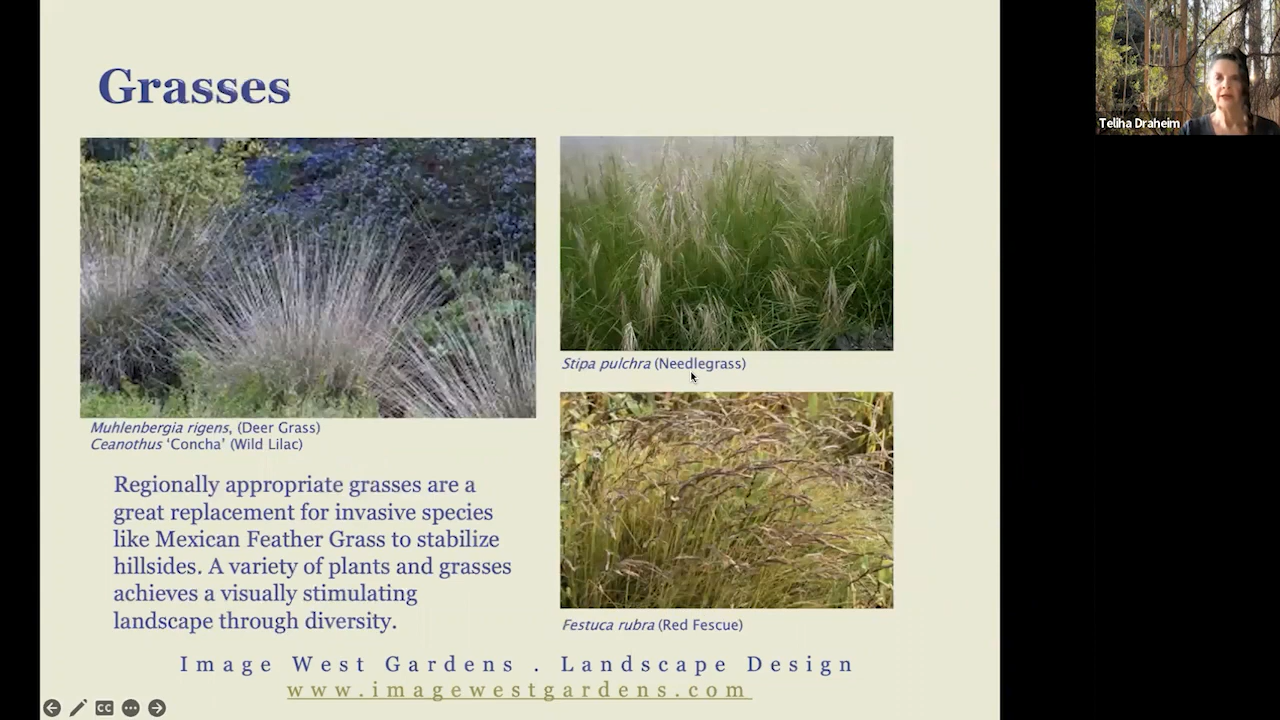 Grasses
Teliha Draheim
Muhlenbergia rigens, (Deer Grass)
Ceanothus ‘Concha’ (Wild Lilac)
Stipa pulchra (Needlegrass)
Regionally appropriate grasses are a
great replacement for invasive species
like Mexican Feather Grass to stabilize
hillsides. A variety of plants and grasses
achieves a visually stimulating
landscape through diversity.
Festuca rubra (Red Fescue)
Image West Gardens . Landscape Design
www.imagewestgardens.com
CC